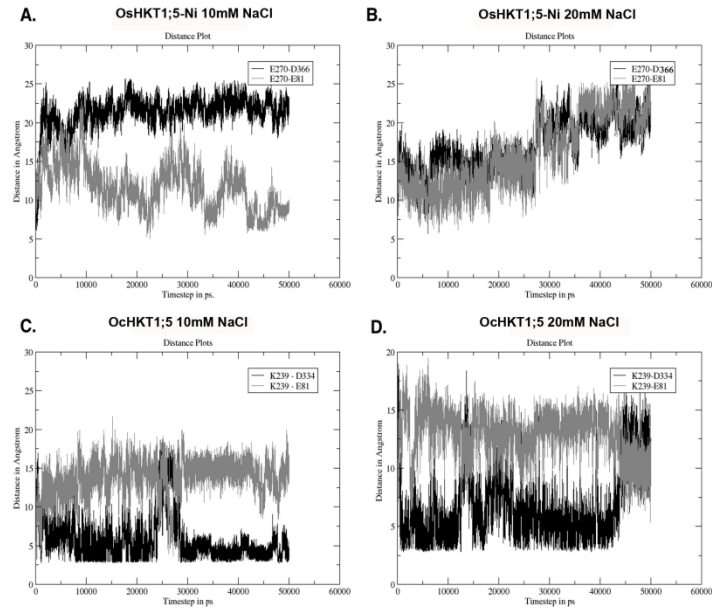 A.
OsHKT1;5-Ni 10mM NaCl
Distance Plot
E270-D366
E270-E81
Distance in Angstrom
30
25
20
15
10
5
0
0 10000 20000 30000 40000 50000 60000
Timestep in ps.
B.
OsHKT1;5-Ni 20mM NaCl
Distance Plot
E270-D366
E270-E81
Distance in Angstrom
30
25
20
15
10
5
0
0 10000 20000 30000 40000 50000 60000
Timestep in ps.
C.
OcHKT1;5 10mM NaCl
Distance Plots
K239 - D334
K239 - E81
Distance in Angstrom
30
25
20
15
10
5
0
0 10000 20000 30000 40000 50000 60000
Timestep in ps.
D.
OcHKT1;5 20mM NaCl
Distance Plot
K239-D334
K239-E81
Distance in Angstrom
20
15
10
5
0
0 10000 20000 30000 40000 50000 60000
Timestep in ps.